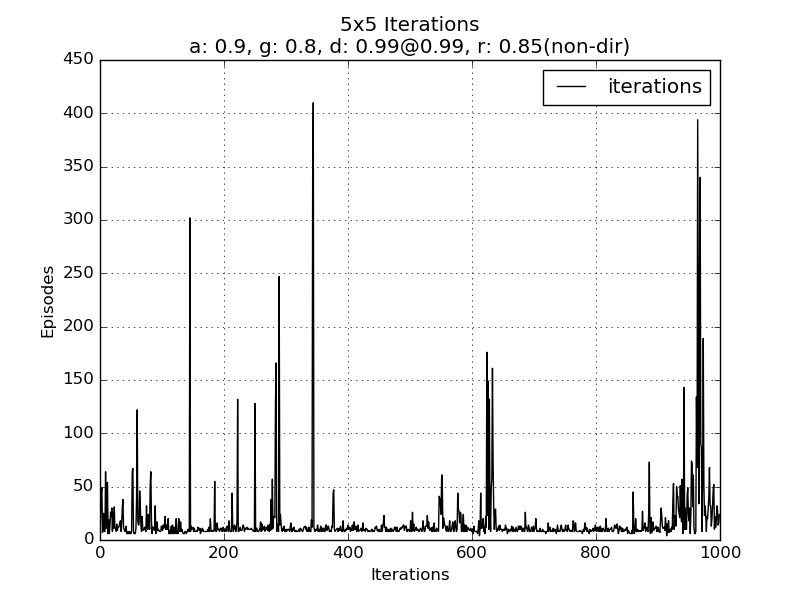 5x5 Iterations
a: 0.9, g: 0.8, d: 0.99@0.99, r: 0.85(non-dir)
iterations
450
400
350
300
250
200
150
100
50
0
Episodes
0 200 400 600 800 1000
Iterations